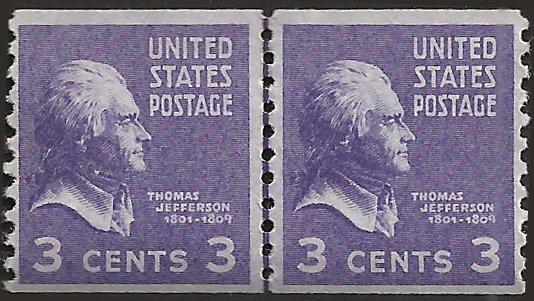 UNITED
STATES
POSTAGE
THOMAS
JEFFERSON
1801-1809
3 CENTS 3
UNITED
STATES
POSTAGE
THOMAS
JEFFERSON
1801-1809
3 CENTS 3